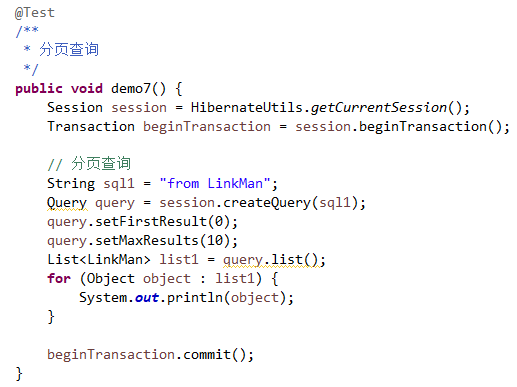 @Test
/**
 * 分页查询
 */
public void demo7() {
    Session session = HibernateUtils.getCurrentSession();
    Transaction beginTransaction = session.beginTransaction();

    // 分页查询
    String sql1 = "from LinkMan";
    Query query = session.createQuery(sql1);
    query.setFirstResult(0);
    query.setMaxResults(10);
    List<LinkMan> list1 = query.list();
    for (Object object : list1) {
        System.out.println(object);
    }

    beginTransaction.commit();
}